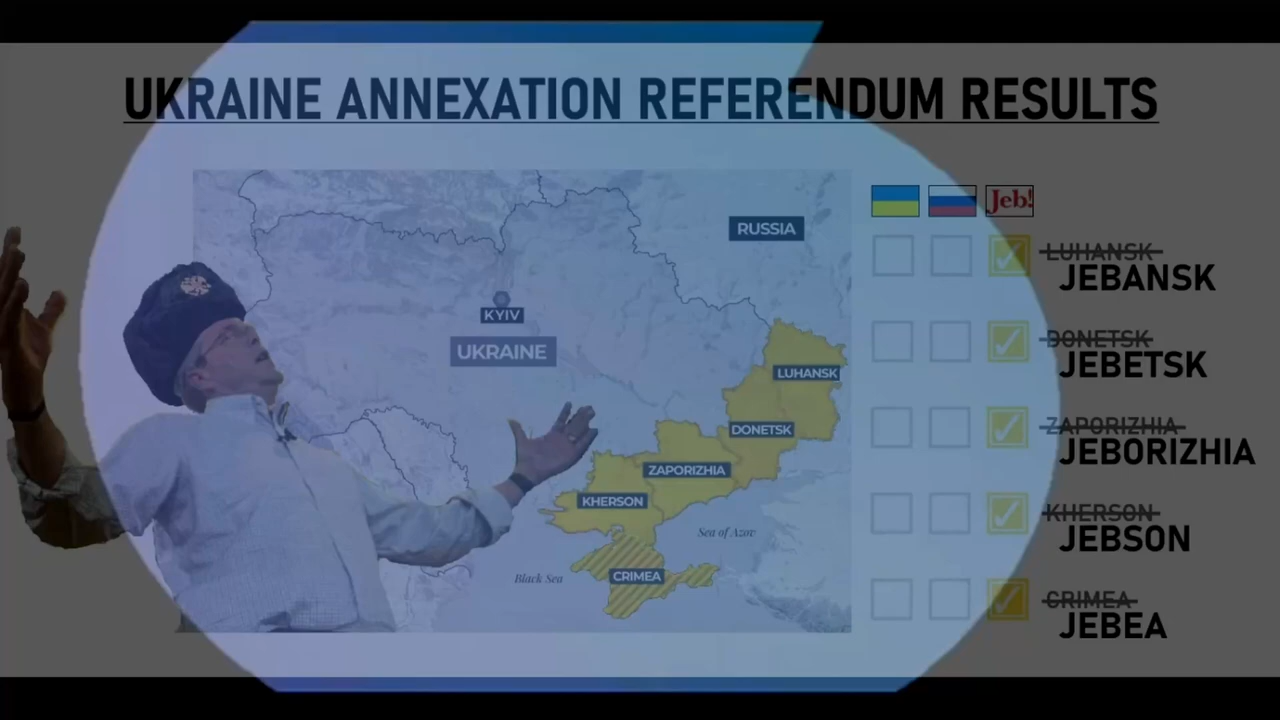 UKRAINE ANNEXATION REFERENDUM RESULTS
RUSSIA
KYIV
UKRAINE
LUHANSK
DONETSK
ZAPORIZHIA
KHERSON
Sea of Azov
Black Sea
CRIMEA
Jeb!
LUHANSK
JEBANSK
DONETSK
JEBETSK
ZAPORIZHIA
JEBORIZHIA
KHERSON
JEBSON
CRIMEA
JEBEA